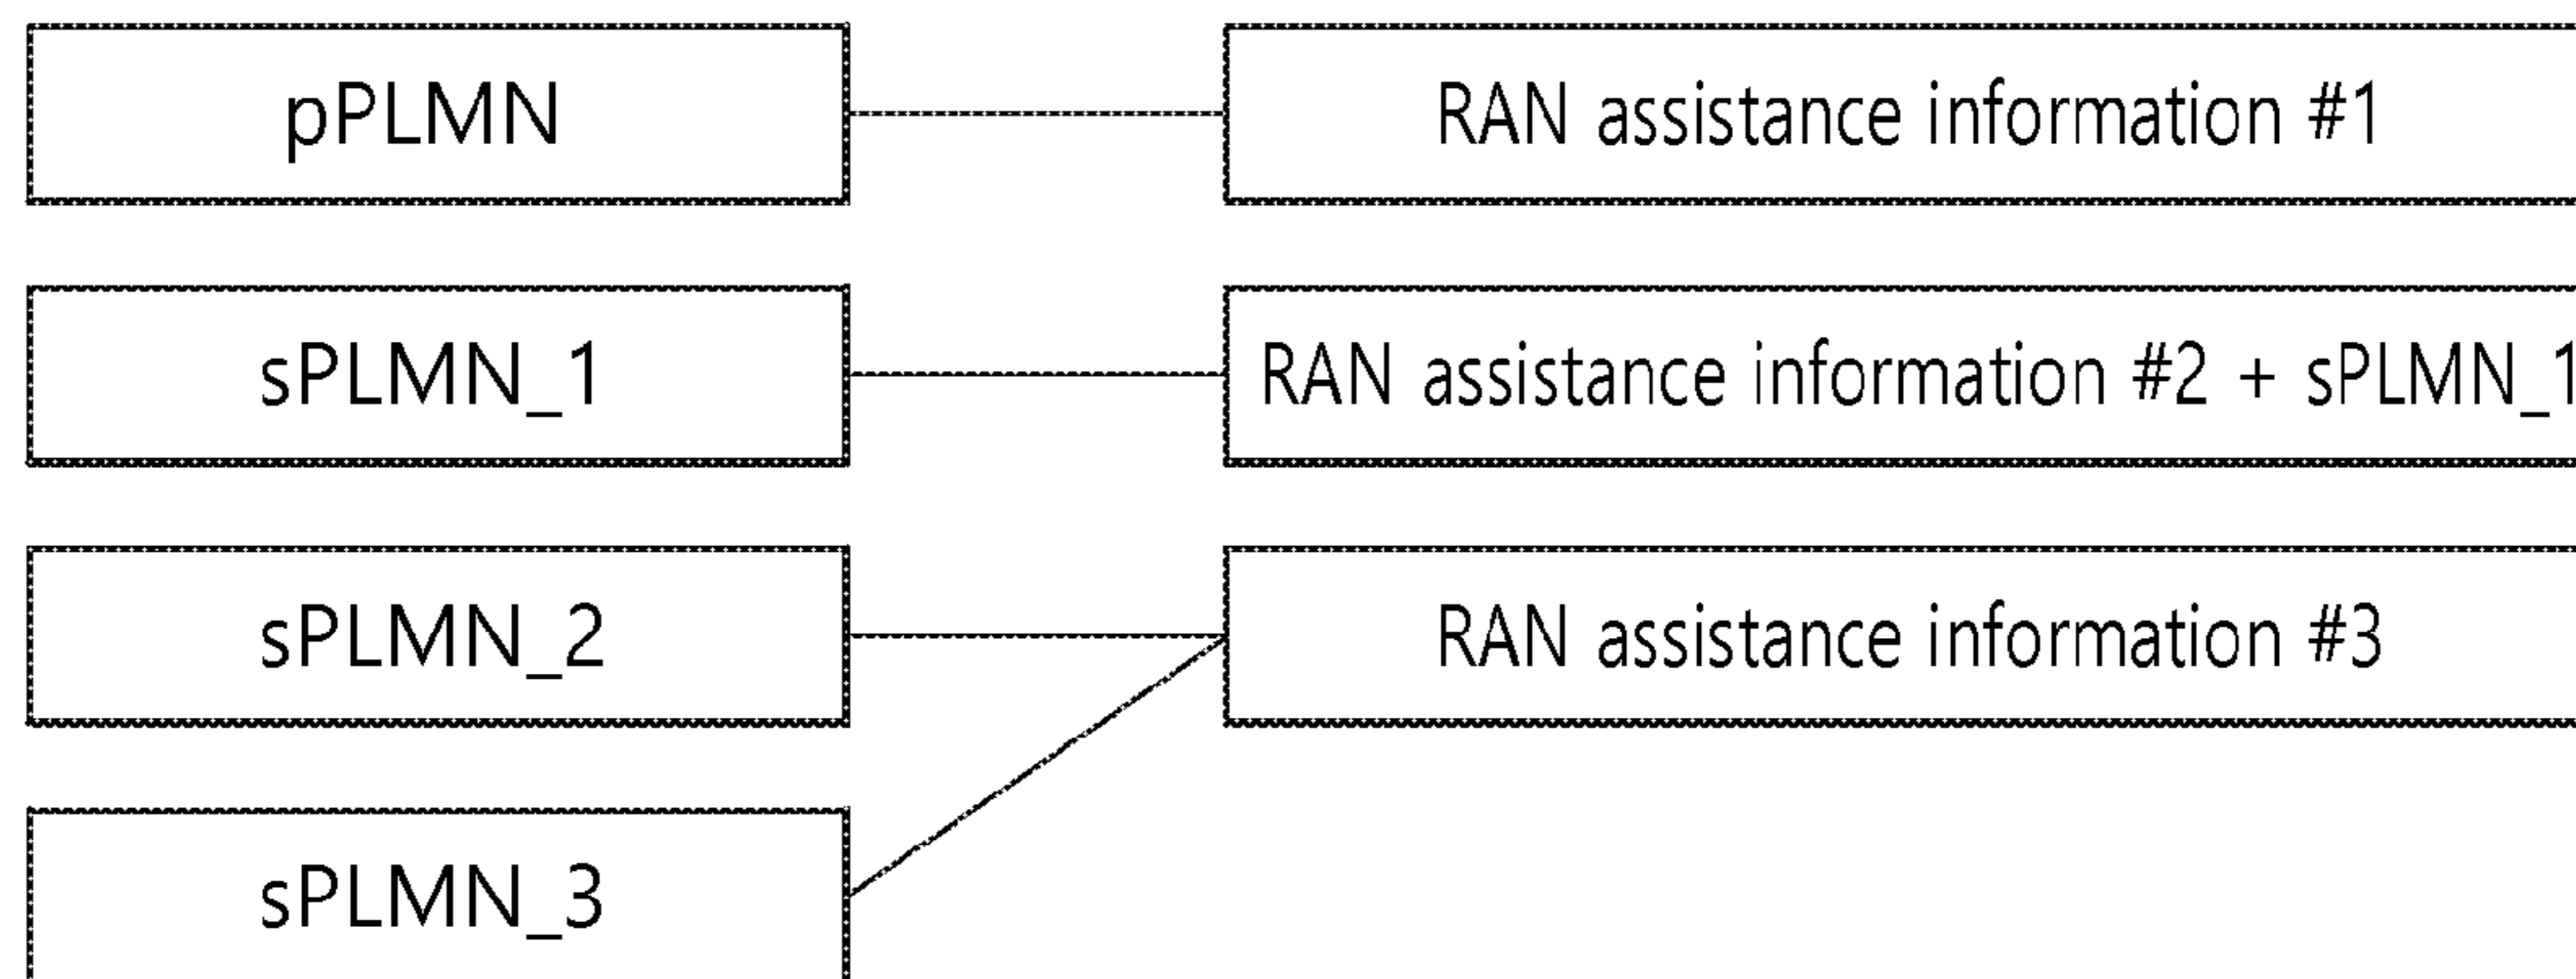 pPLMN RAN assistance information #1
sPLMN_1 RAN assistance information #2 + sPLMN_1
sPLMN_2 RAN assistance information #3
sPLMN_3